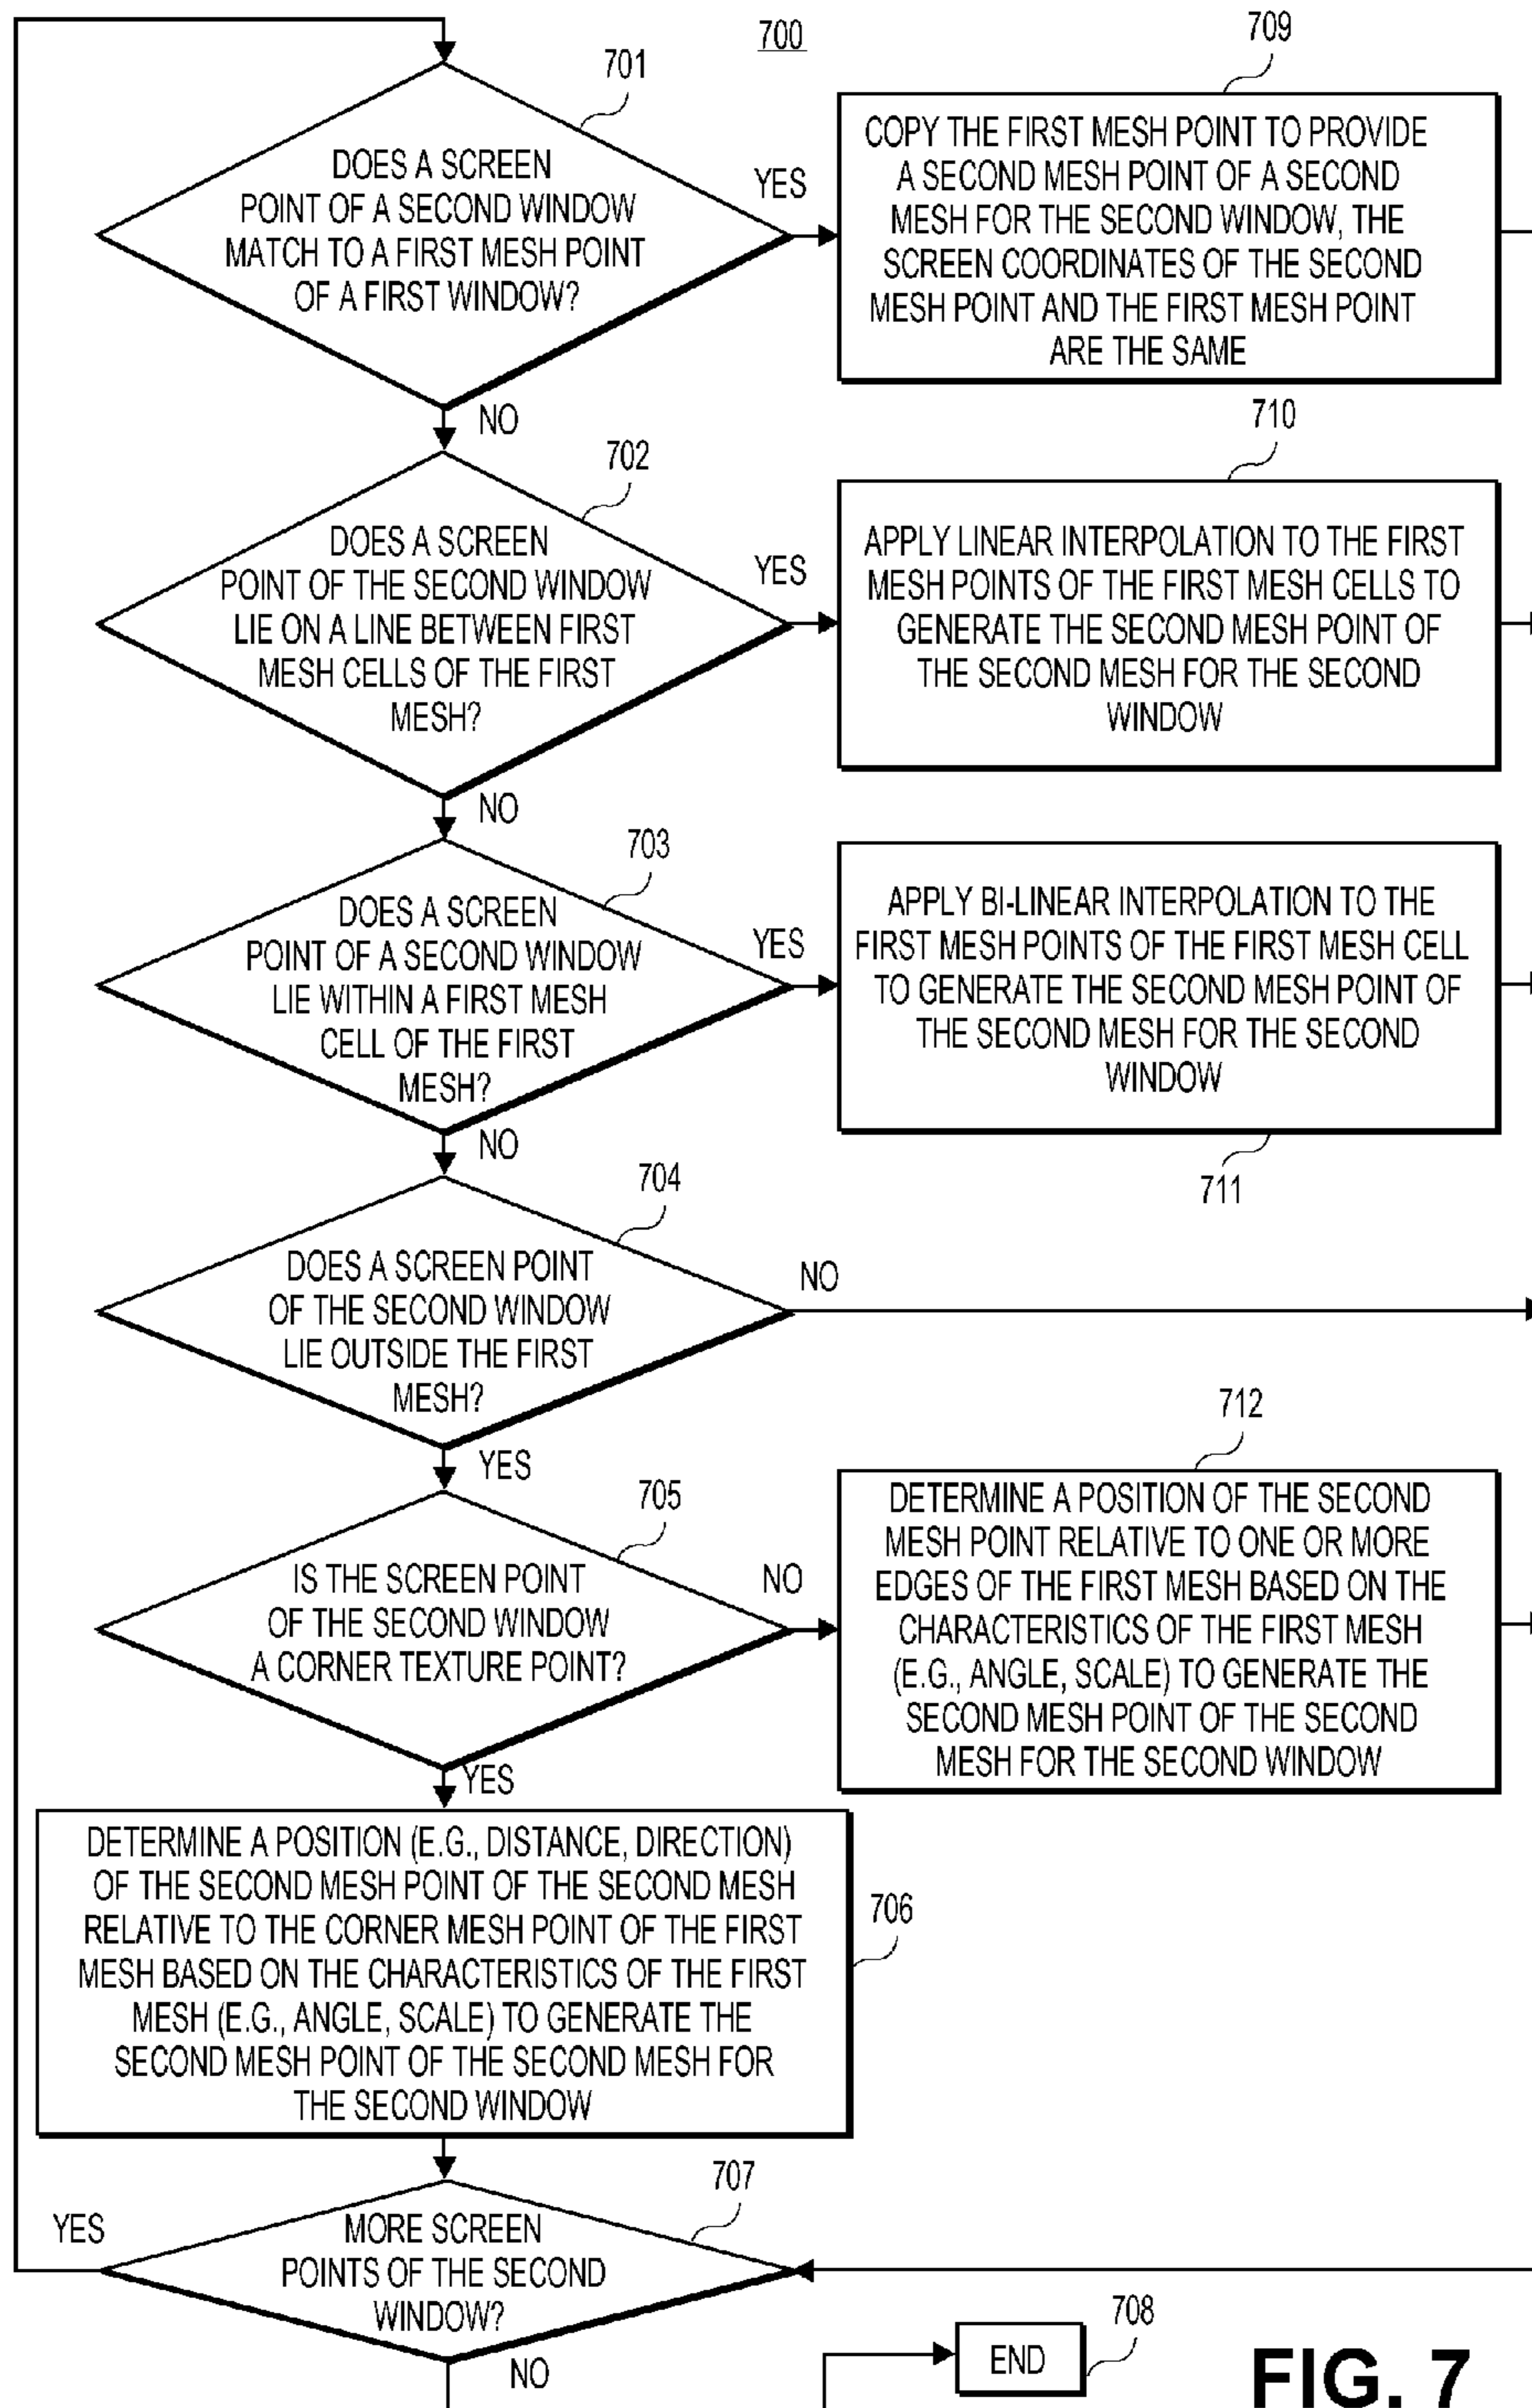 700
701
DOES A SCREEN
POINT OF A SECOND WINDOW
MATCH TO A FIRST MESH POINT
OF A FIRST WINDOW?
YES
709
COPY THE FIRST MESH POINT TO PROVIDE
A SECOND MESH POINT OF A SECOND
MESH FOR THE SECOND WINDOW, THE
SCREEN COORDINATES OF THE SECOND
MESH POINT AND THE FIRST MESH POINT
ARE THE SAME
NO
702
DOES A SCREEN
POINT OF THE SECOND WINDOW
LIE ON A LINE BETWEEN FIRST
MESH CELLS OF THE FIRST
MESH?
YES
710
APPLY LINEAR INTERPOLATION TO THE FIRST
MESH POINTS OF THE FIRST MESH CELLS TO
GENERATE THE SECOND MESH POINT OF
THE SECOND MESH FOR THE SECOND
WINDOW
NO
703
DOES A SCREEN
POINT OF A SECOND WINDOW
LIE WITHIN A FIRST MESH
CELL OF THE FIRST
MESH?
YES
APPLY BI-LINEAR INTERPOLATION TO THE
FIRST MESH POINTS OF THE FIRST MESH CELL
TO GENERATE THE SECOND MESH POINT OF
THE SECOND MESH FOR THE SECOND
WINDOW
711
NO
704
DOES A SCREEN POINT
OF THE SECOND WINDOW
LIE OUTSIDE THE FIRST
MESH?
NO
YES
705
IS THE SCREEN POINT
OF THE SECOND WINDOW
A CORNER TEXTURE POINT?
NO
712
DETERMINE A POSITION OF THE SECOND
MESH POINT RELATIVE TO ONE OR MORE
EDGES OF THE FIRST MESH BASED ON THE
CHARACTERISTICS OF THE FIRST MESH
(E.G., ANGLE, SCALE) TO GENERATE THE
SECOND MESH POINT OF THE SECOND
MESH FOR THE SECOND WINDOW
YES
DETERMINE A POSITION (E.G., DISTANCE, DIRECTION)
OF THE SECOND MESH POINT OF THE SECOND MESH
RELATIVE TO THE CORNER MESH POINT OF THE FIRST
MESH BASED ON THE CHARACTERISTICS OF THE FIRST
MESH (E.G., ANGLE, SCALE) TO GENERATE THE
SECOND MESH POINT OF THE SECOND MESH FOR
THE SECOND WINDOW
706
707
MORE SCREEN
POINTS OF THE SECOND
WINDOW?
YES
NO
END
708
FIG. 7